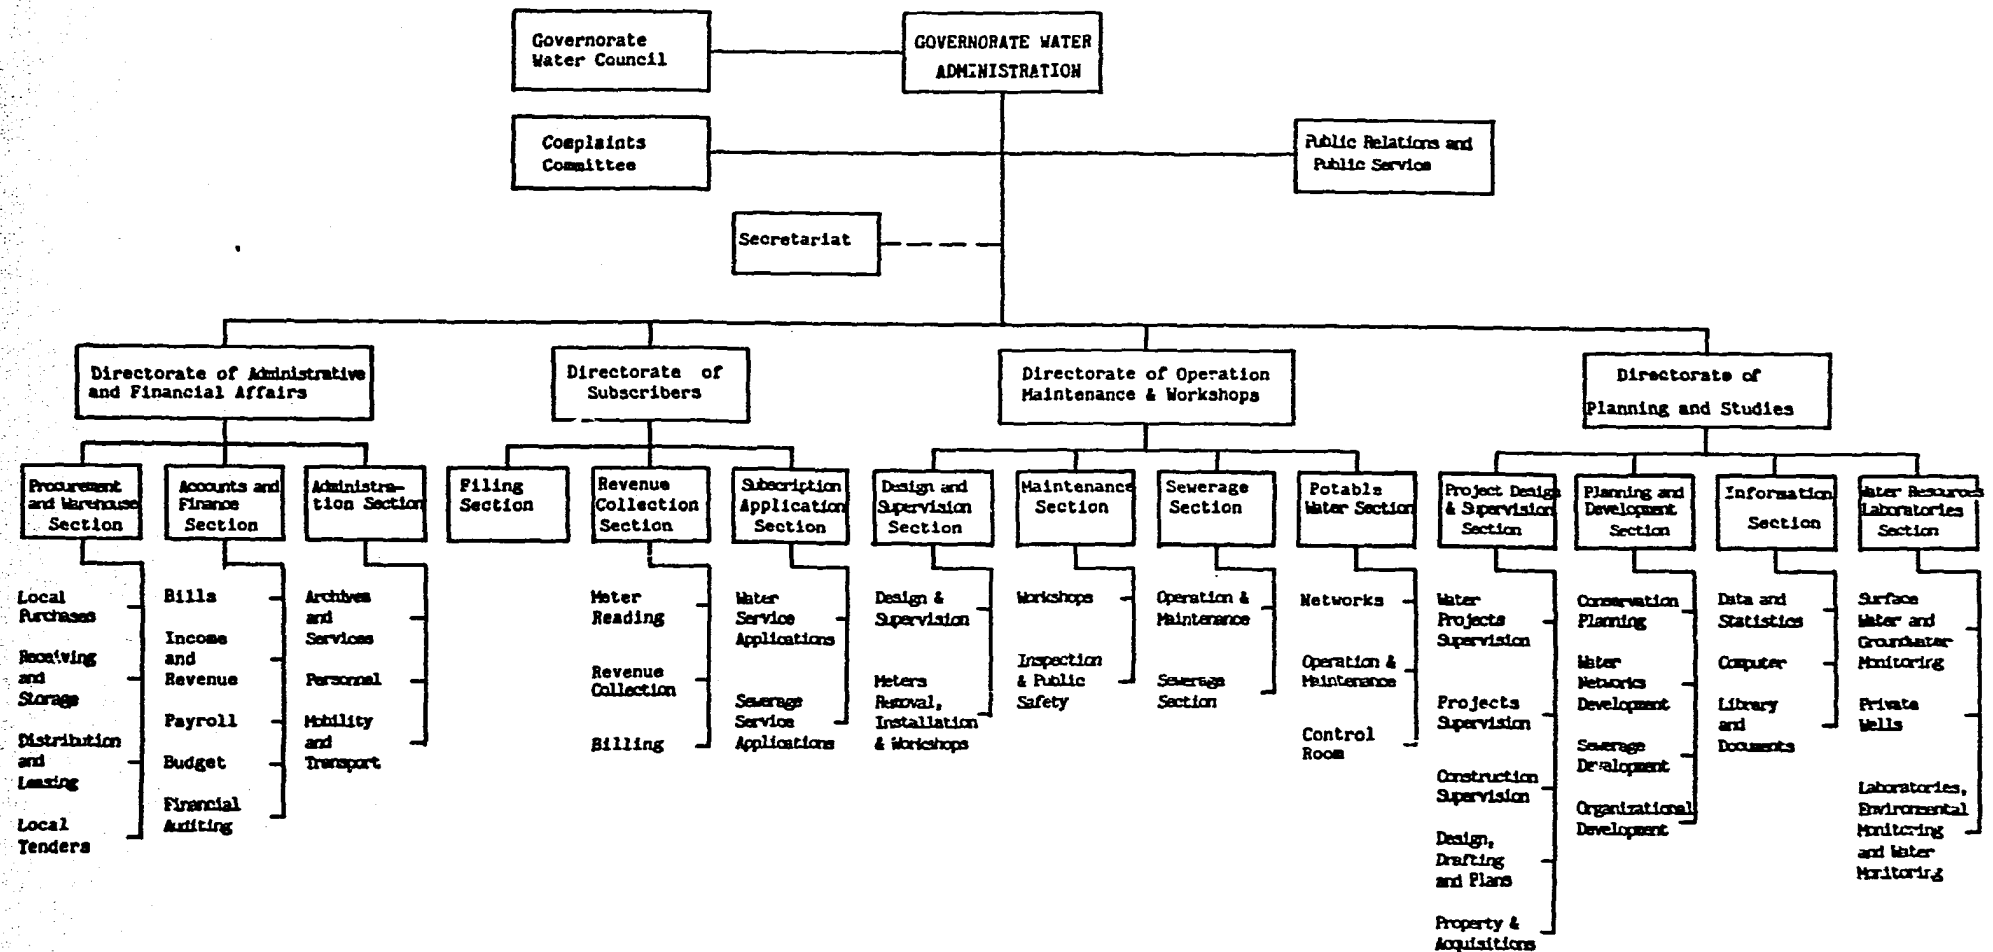 Governorate
Water Council
GOVERNORATE WATER
ADMINISTRATION
Complaints
Committee
Public Relations and
Public Service
Secretariat
Directorate of Administrative
and Financial Affairs
Directorate of
Subscribers
Directorate of Operation
Maintenance & Workshops
Directorate of
Planning and Studies
Procurement
and Warehouse
Section
Accounts and
Finance
Section
Administra-
tion Section
Filing
Section
Revenue
Collection
Section
Subscription
Application
Section
Design and
Supervision
Section
Maintenance
Section
Sewerage
Section
Potable
Water Section
Project Design
& Supervision
Section
Planning and
Development
Section
Information
Section
Water Resources
Laboratories
Section
Local
Purchases
Receiving
and
Storage
Distribution
and
Leasing
Local
Tenders
Bills
Income
and
Revenue
Payroll
Budget
Financial
Auditing
Archives
and
Services
Personnel
Mobility
and
Transport
Meter
Reading
Revenue
Collection
Billing
Water
Service
Applications
Sewerage
Service
Applications
Design &
Supervision
Meters
Removal,
Installation
& Workshops
Workshops
Inspection
& Public
Safety
Operation &
Maintenance
Sewerage
Section
Networks
Operation &
Maintenance
Control
Room
Water
Projects
Supervision
Projects
Supervision
Construction
Supervision
Design,
Drafting
and Plans
Property &
Acquisitions
Conservation
Planning
Water
Networks
Development
Sewerage
Development
Organizational
Development
Data and
Statistics
Computer
Library
and
Documents
Surface
Water and
Groundwater
Monitoring
Private
Wells
Laboratories,
Environmental
Monitoring
and Water
Monitoring